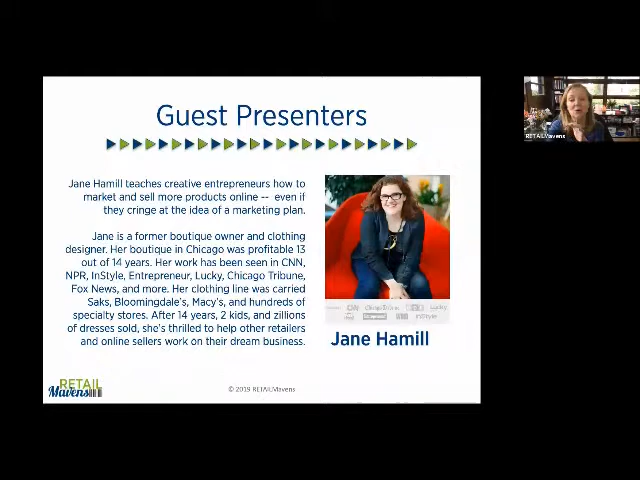 Guest Presenters
Jane Hamill teaches creative entrepreneurs how to
market and sell more products online -- even if
they cringe at the idea of a marketing plan.
Jane is a former boutique owner and clothing
designer. Her boutique in Chicago was profitable 13
out of 14 years. Her work has been seen in CNN,
NPR, InStyle, Entrepreneur, Lucky, Chicago Tribune,
Fox News, and more. Her clothing line was carried
Saks, Bloomingdale's, Macy's, and hundreds of
specialty stores. After 14 years, 2 kids, and zillions
of dresses sold, she's thrilled to help other retailers
and online sellers work on their dream business.
CNN
InStyle
Jane Hamill
RETAIL
Mavens
© 2019 RETAILMavens
RETAILMavens